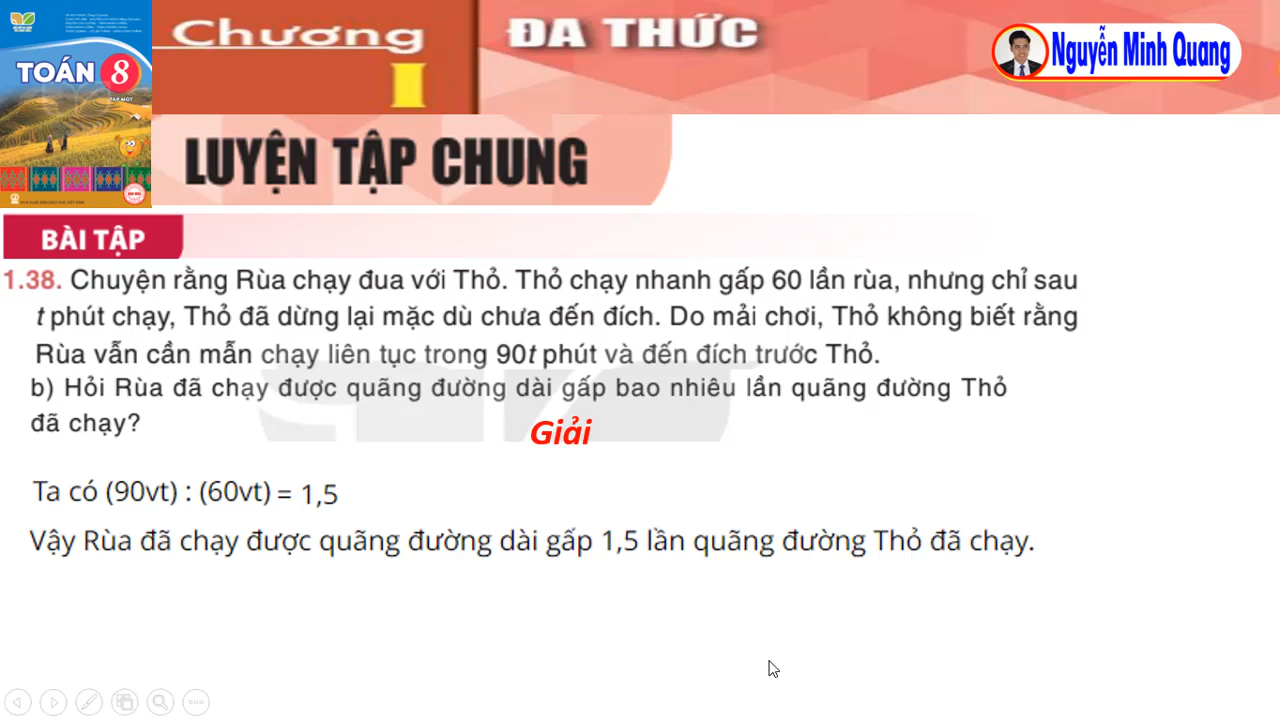 TOÁN 8
TẬP MỘT
Chương I
ĐA THỨC
Nguyễn Minh Quang
LUYỆN TẬP CHUNG
BÀI TẬP
1.38. Chuyện rằng Rùa chạy đua với Thỏ. Thỏ chạy nhanh gấp 60 lần rùa, nhưng chỉ sau
t phút chạy, Thỏ đã dừng lại mặc dù chưa đến đích. Do mải chơi, Thỏ không biết rằng
Rùa vẫn cần mẫn chạy liên tục trong 90t phút và đến đích trước Thỏ.
b) Hỏi Rùa đã chạy được quãng đường dài gấp bao nhiêu lần quãng đường Thỏ
đã chạy?
Giải
Ta có (90vt) : (60vt) = 1,5
Vậy Rùa đã chạy được quãng đường dài gấp 1,5 lần quãng đường Thỏ đã chạy.